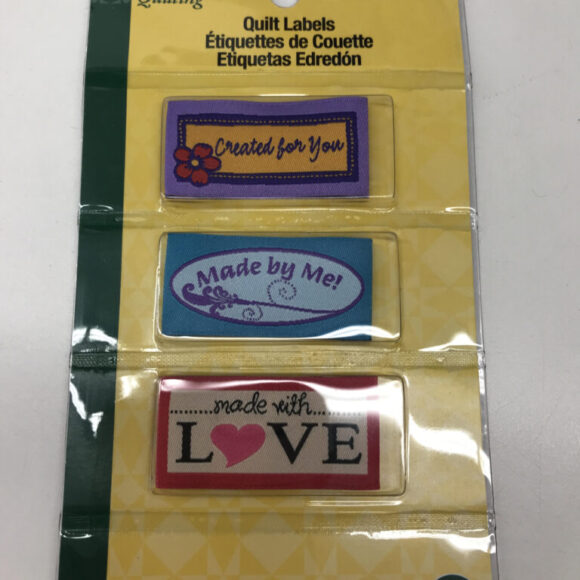 Quilting
Quilt Labels
Étiquettes de Couette
Etiquetas Edredón
Created for You
Made by Me!
made with
LOVE